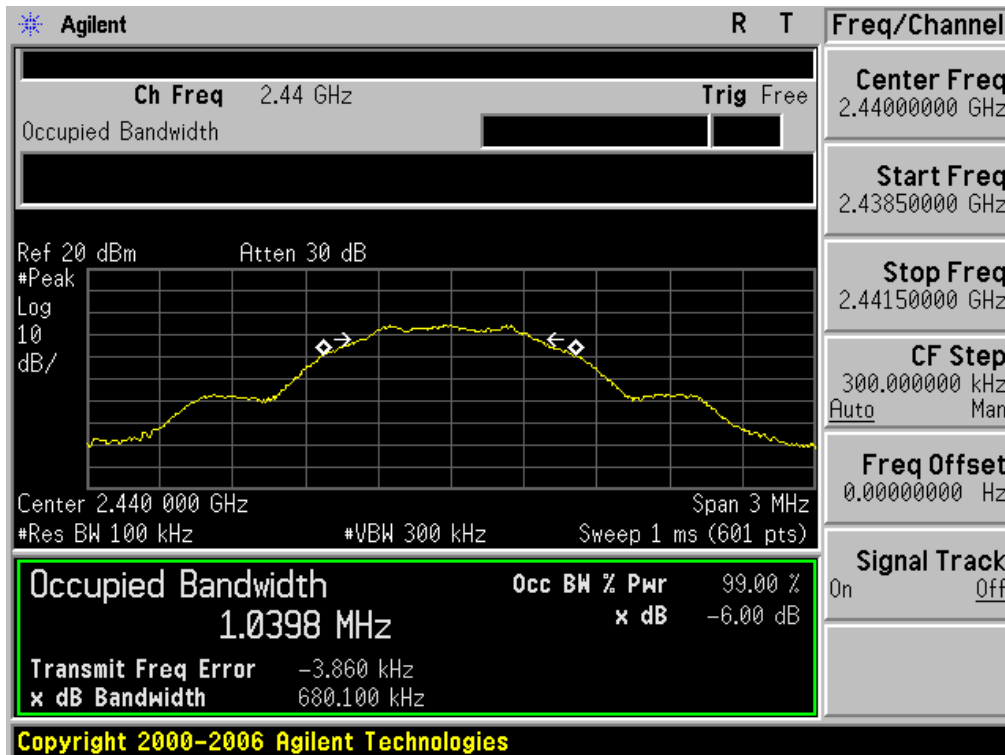 Agilent R T Freq/Channel
Ch Freq 2.44 GHz Trig Free
Occupied Bandwidth
Center Freq
2.44000000 GHz
Start Freq
2.43850000 GHz
Stop Freq
2.44150000 GHz
CF Step
300.000000 kHz
Auto Man
Freq Offset
0.00000000 Hz
Signal Track
On Off
Ref 20 dBm Atten 30 dB
#Peak
Log
10
dB/
Center 2.440 000 GHz Span 3 MHz
#Res BW 100 kHz #VBW 300 kHz Sweep 1 ms (601 pts)
Occupied Bandwidth Occ BW % Pwr 99.00 %
1.0398 MHz x dB -6.00 dB
Transmit Freq Error -3.860 kHz
x dB Bandwidth 680.100 kHz
Copyright 2000-2006 Agilent Technologies